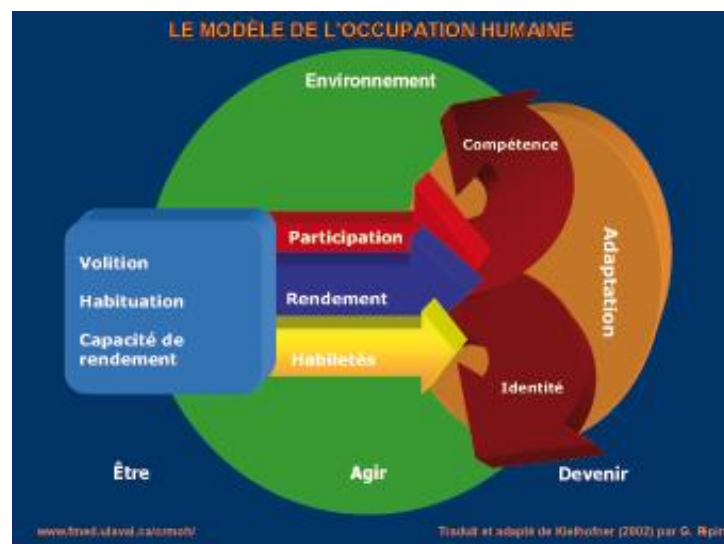 LE MODÈLE DE L'OCCUPATION HUMAINE
Environnement
Compétence
Participation
Adaptation
Volition
Habituation
Rendement
Capacité de
rendement
Habiletés
Identité
Être
Agir
Devenir
www.fmed.ulaval.ca/crmoh/
Traduit et adapté de Kielhofner (2002) par G.